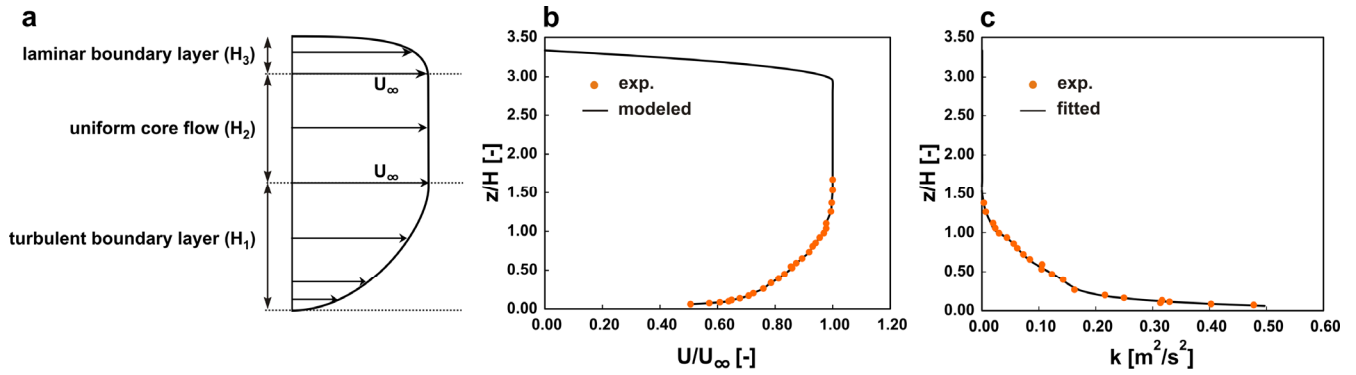 a
laminar boundary layer (H₃)
U∞
uniform core flow (H₂)
U∞
turbulent boundary layer (H₁)
b
3.50
3.00
2.50
2.00
1.50
1.00
0.50
0.00
z/H [-]
exp.
modeled
0.00 0.20 0.40 0.60 0.80 1.00 1.20
U/U∞ [-]
c
3.50
3.00
2.50
2.00
1.50
1.00
0.50
0.00
z/H [-]
exp.
fitted
0.00 0.10 0.20 0.30 0.40 0.50 0.60
k [m²/s²]